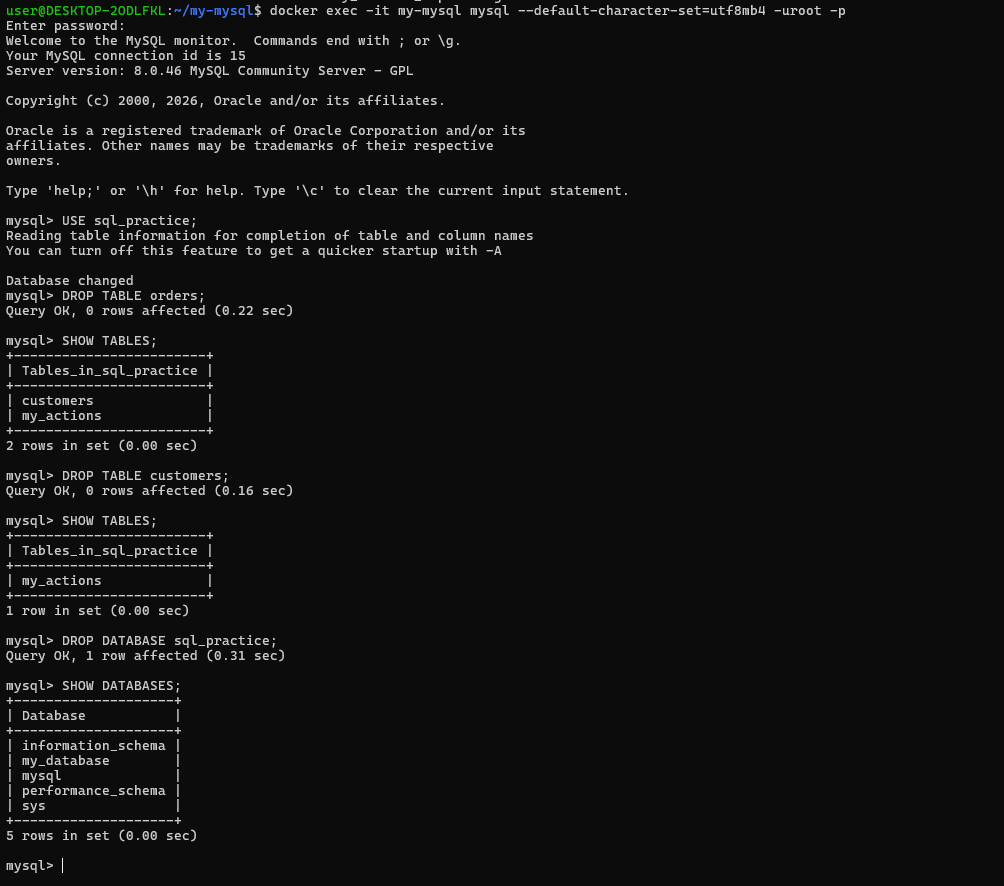 user@DESKTOP-2ODLFKL:~/my-mysql$ docker exec -it my-mysql mysql --default-character-set=utf8mb4 -uroot -p
Enter password:
Welcome to the MySQL monitor.  Commands end with ; or \g.
Your MySQL connection id is 15
Server version: 8.0.46 MySQL Community Server - GPL

Copyright (c) 2000, 2026, Oracle and/or its affiliates.

Oracle is a registered trademark of Oracle Corporation and/or its
affiliates. Other names may be trademarks of their respective
owners.

Type 'help;' or '\h' for help. Type '\c' to clear the current input statement.

mysql> USE sql_practice;
Reading table information for completion of table and column names
You can turn off this feature to get a quicker startup with -A

Database changed
mysql> DROP TABLE orders;
Query OK, 0 rows affected (0.22 sec)

mysql> SHOW TABLES;
+------------------------+
| Tables_in_sql_practice |
+------------------------+
| customers              |
| my_actions             |
+------------------------+
2 rows in set (0.00 sec)

mysql> DROP TABLE customers;
Query OK, 0 rows affected (0.16 sec)

mysql> SHOW TABLES;
+------------------------+
| Tables_in_sql_practice |
+------------------------+
| my_actions             |
+------------------------+
1 row in set (0.00 sec)

mysql> DROP DATABASE sql_practice;
Query OK, 1 row affected (0.31 sec)

mysql> SHOW DATABASES;
+--------------------+
| Database           |
+--------------------+
| information_schema |
| my_database        |
| mysql              |
| performance_schema |
| sys                |
+--------------------+
5 rows in set (0.00 sec)

mysql>